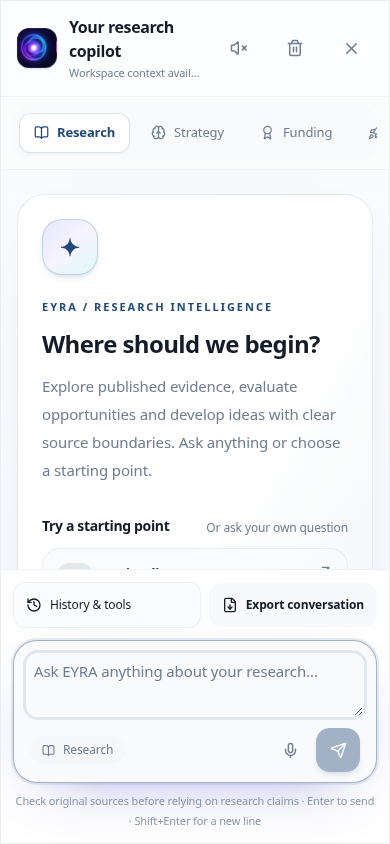 Your research
copilot
Workspace context avail...
Research
Strategy
Funding
EYRA / RESEARCH INTELLIGENCE
Where should we begin?
Explore published evidence, evaluate
opportunities and develop ideas with clear
source boundaries. Ask anything or choose
a starting point.
Try a starting point
Or ask your own question
History & tools
Export conversation
Ask EYRA anything about your research...
Research
Check original sources before relying on research claims · Enter to send
· Shift+Enter for a new line